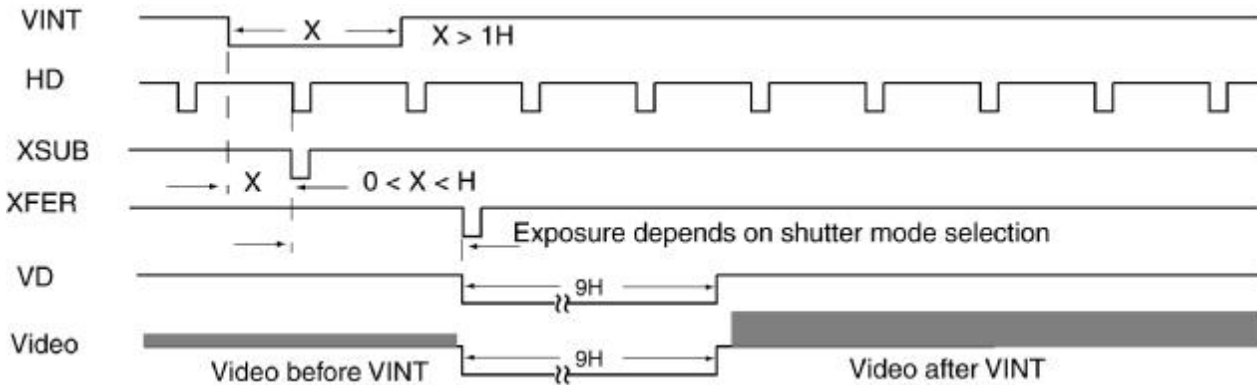 VINT
X
X > 1H
HD
XSUB
X
0 < X < H
XFER
Exposure depends on shutter mode selection
VD
9H
Video
9H
Video before VINT
Video after VINT